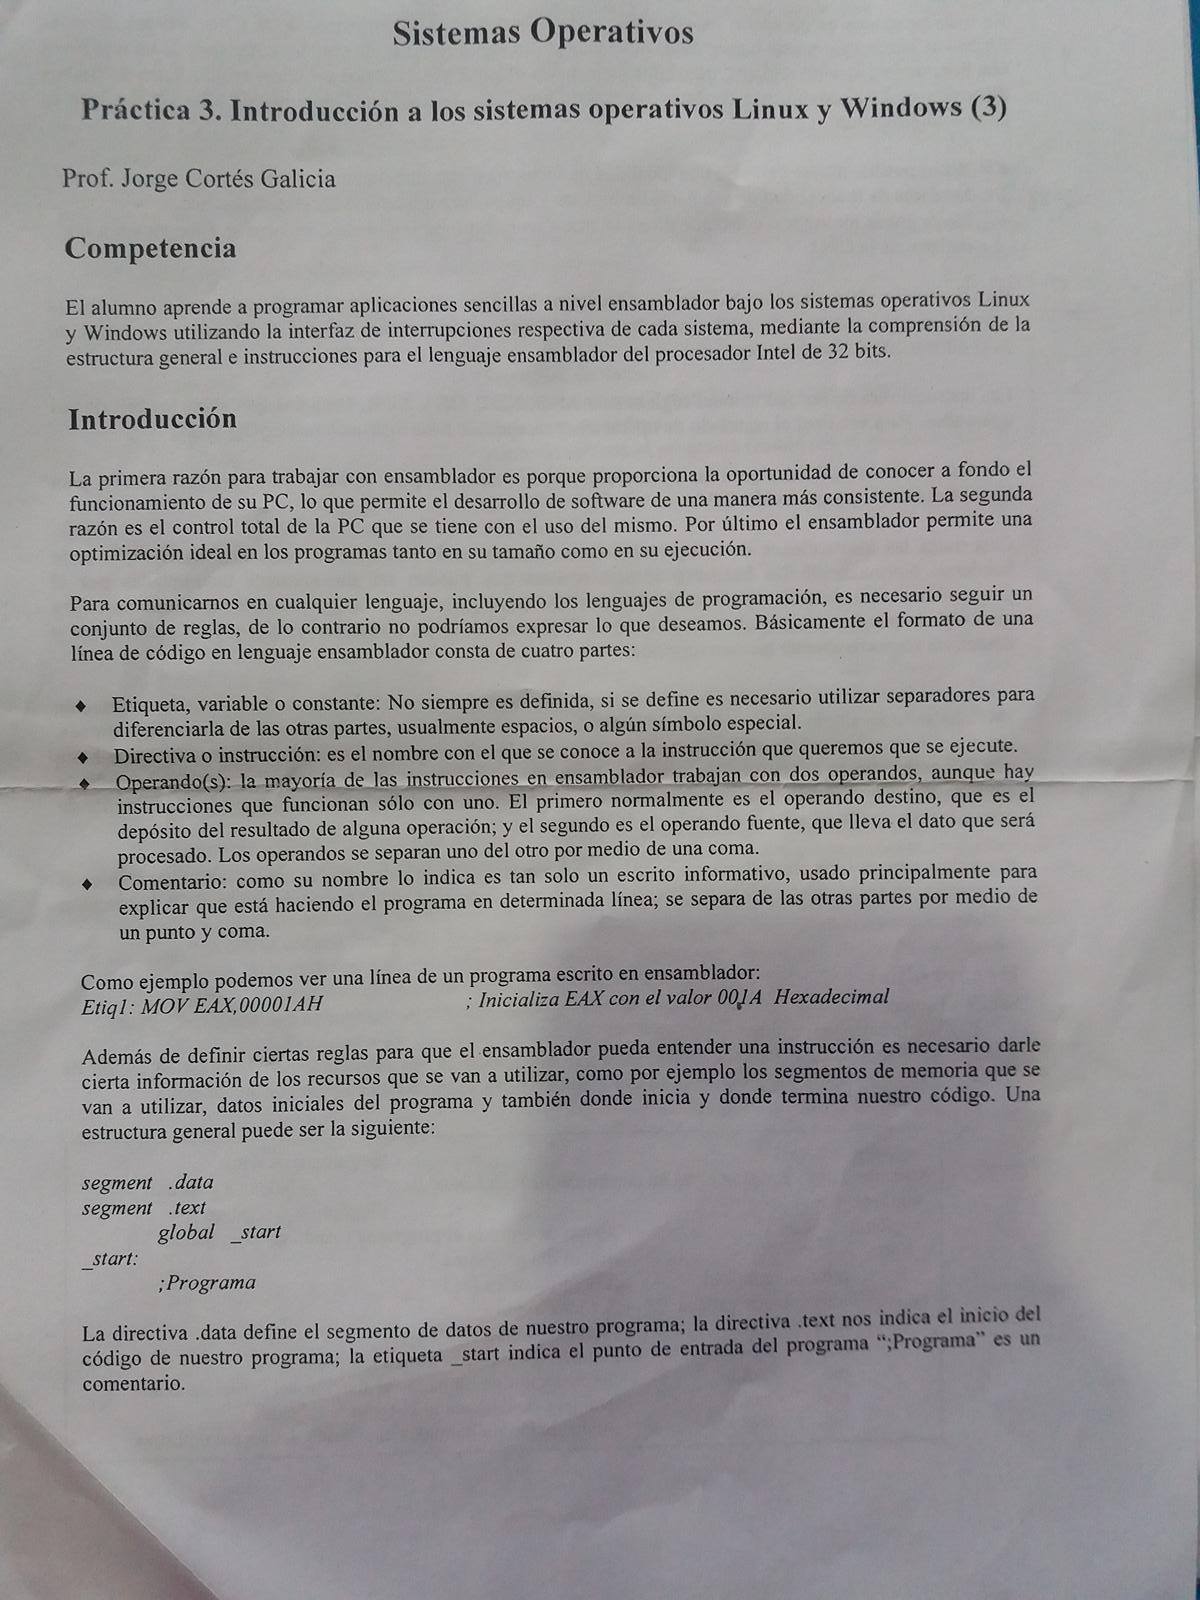 Sistemas Operativos
Práctica 3. Introducción a los sistemas operativos Linux y Windows (3)
Prof. Jorge Cortés Galicia
Competencia
El alumno aprende a programar aplicaciones sencillas a nivel ensamblador bajo los sistemas operativos Linux
y Windows utilizando la interfaz de interrupciones respectiva de cada sistema, mediante la comprensión de la
estructura general e instrucciones para el lenguaje ensamblador del procesador Intel de 32 bits.
Introducción
La primera razón para trabajar con ensamblador es porque proporciona la oportunidad de conocer a fondo el
funcionamiento de su PC, lo que permite el desarrollo de software de una manera más consistente. La segunda
razón es el control total de la PC que se tiene con el uso del mismo. Por último el ensamblador permite una
optimización ideal en los programas tanto en su tamaño como en su ejecución.
Para comunicarnos en cualquier lenguaje, incluyendo los lenguajes de programación, es necesario seguir un
conjunto de reglas, de lo contrario no podríamos expresar lo que deseamos. Básicamente el formato de una
línea de código en lenguaje ensamblador consta de cuatro partes:
♦ Etiqueta, variable o constante: No siempre es definida, si se define es necesario utilizar separadores para
diferenciarla de las otras partes, usualmente espacios, o algún símbolo especial.
♦ Directiva o instrucción: es el nombre con el que se conoce a la instrucción que queremos que se ejecute.
♦ Operando(s): la mayoría de las instrucciones en ensamblador trabajan con dos operandos, aunque hay
instrucciones que funcionan sólo con uno. El primero normalmente es el operando destino, que es el
depósito del resultado de alguna operación; y el segundo es el operando fuente, que lleva el dato que será
procesado. Los operandos se separan uno del otro por medio de una coma.
♦ Comentario: como su nombre lo indica es tan solo un escrito informativo, usado principalmente para
explicar que está haciendo el programa en determinada línea; se separa de las otras partes por medio de
un punto y coma.
Como ejemplo podemos ver una línea de un programa escrito en ensamblador:
Etiq1: MOV EAX,00001AH ; Inicializa EAX con el valor 001A Hexadecimal
Además de definir ciertas reglas para que el ensamblador pueda entender una instrucción es necesario darle
cierta información de los recursos que se van a utilizar, como por ejemplo los segmentos de memoria que se
van a utilizar, datos iniciales del programa y también donde inicia y donde termina nuestro código. Una
estructura general puede ser la siguiente:
segment .data
segment .text
global _start
_start:
;Programa
La directiva .data define el segmento de datos de nuestro programa; la directiva .text nos indica el inicio del
código de nuestro programa; la etiqueta _start indica el punto de entrada del programa “;Programa” es un
comentario.